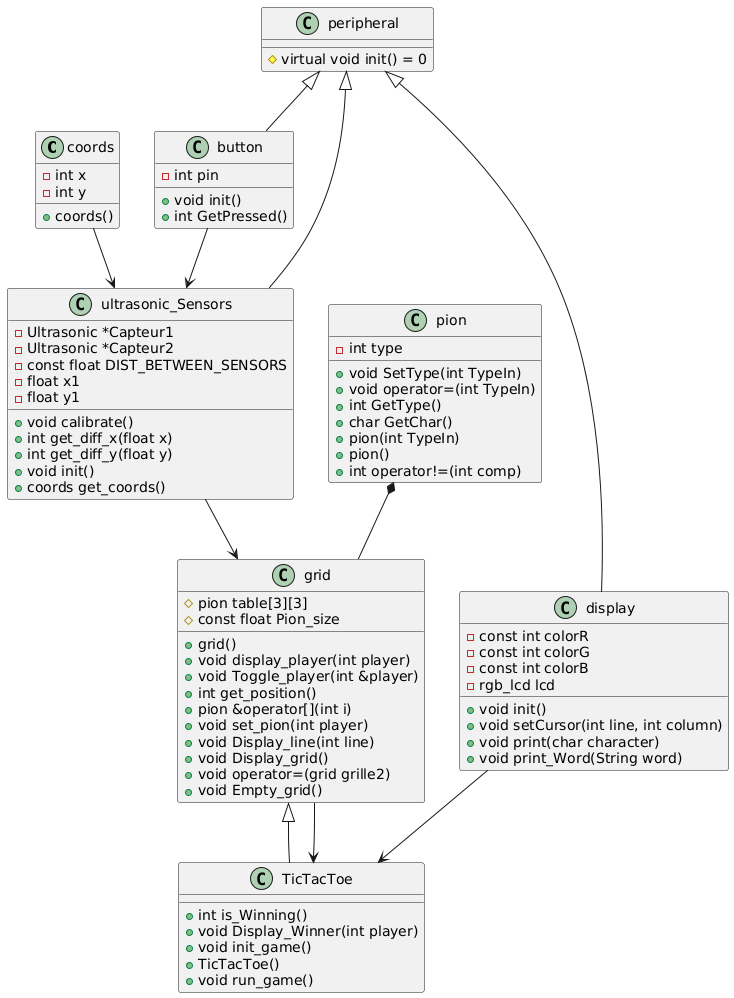 C peripheral
virtual void init() = 0
C coords
int x
int y
coords()
C button
int pin
void init()
int GetPressed()
C ultrasonic_Sensors
Ultrasonic *Capteur1
Ultrasonic *Capteur2
const float DIST_BETWEEN_SENSORS
float x1
float y1
void calibrate()
int get_diff_x(float x)
int get_diff_y(float y)
void init()
coords get_coords()
C pion
int type
void SetType(int TypeIn)
void operator=(int TypeIn)
int GetType()
char GetChar()
pion(int TypeIn)
pion()
int operator!=(int comp)
C grid
pion table[3][3]
const float Pion_size
grid()
void display_player(int player)
void Toggle_player(int &player)
int get_position()
pion &operator[](int i)
void set_pion(int player)
void Display_line(int line)
void Display_grid()
void operator=(grid grille2)
void Empty_grid()
C display
const int colorR
const int colorG
const int colorB
rgb_lcd lcd
void init()
void setCursor(int line, int column)
void print(char character)
void print_Word(String word)
C TicTacToe
int is_Winning()
void Display_Winner(int player)
void init_game()
TicTacToe()
void run_game()